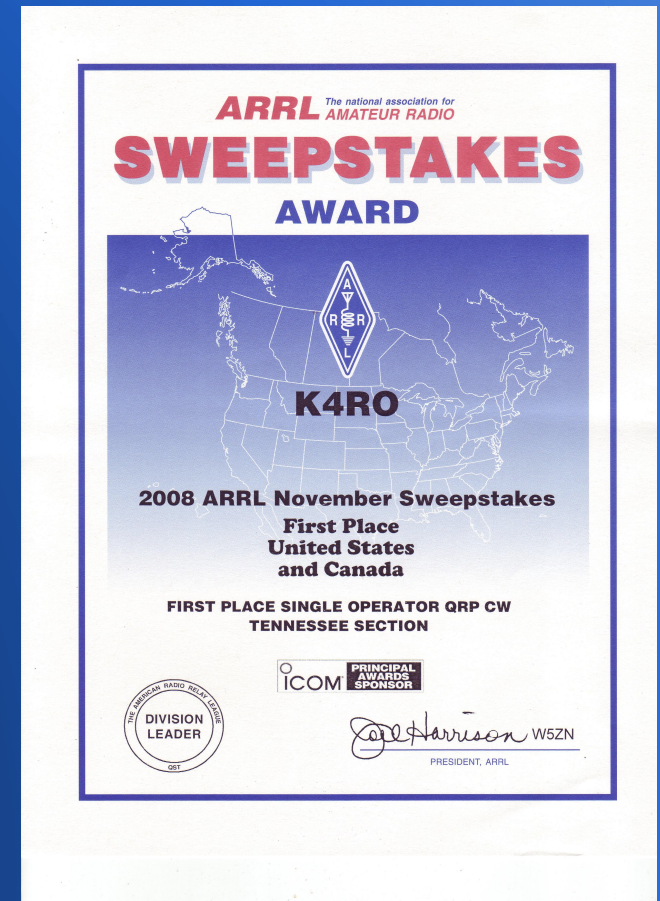 ARRL The national association for
AMATEUR RADIO
SWEEPSTAKES
AWARD
A
R R
L
K4RO
2008 ARRL November Sweepstakes
First Place
United States
and Canada
FIRST PLACE SINGLE OPERATOR QRP CW
TENNESSEE SECTION
ICOM PRINCIPAL
AWARDS
SPONSOR
THE AMERICAN RADIO RELAY LEAGUE
DIVISION
LEADER
QST
Joel Harrison W5ZN
PRESIDENT, ARRL